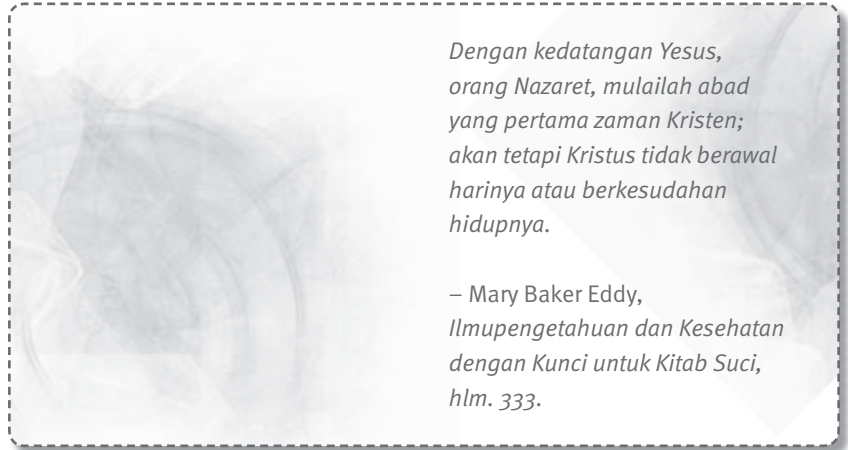 Dengan kedatangan Yesus,
orang Nazaret, mulailah abad
yang pertama zaman Kristen;
akan tetapi Kristus tidak berawal
harinya atau berkesudahan
hidupnya.
– Mary Baker Eddy,
Ilmupengetahuan dan Kesehatan
dengan Kunci untuk Kitab Suci,
hlm. 333.